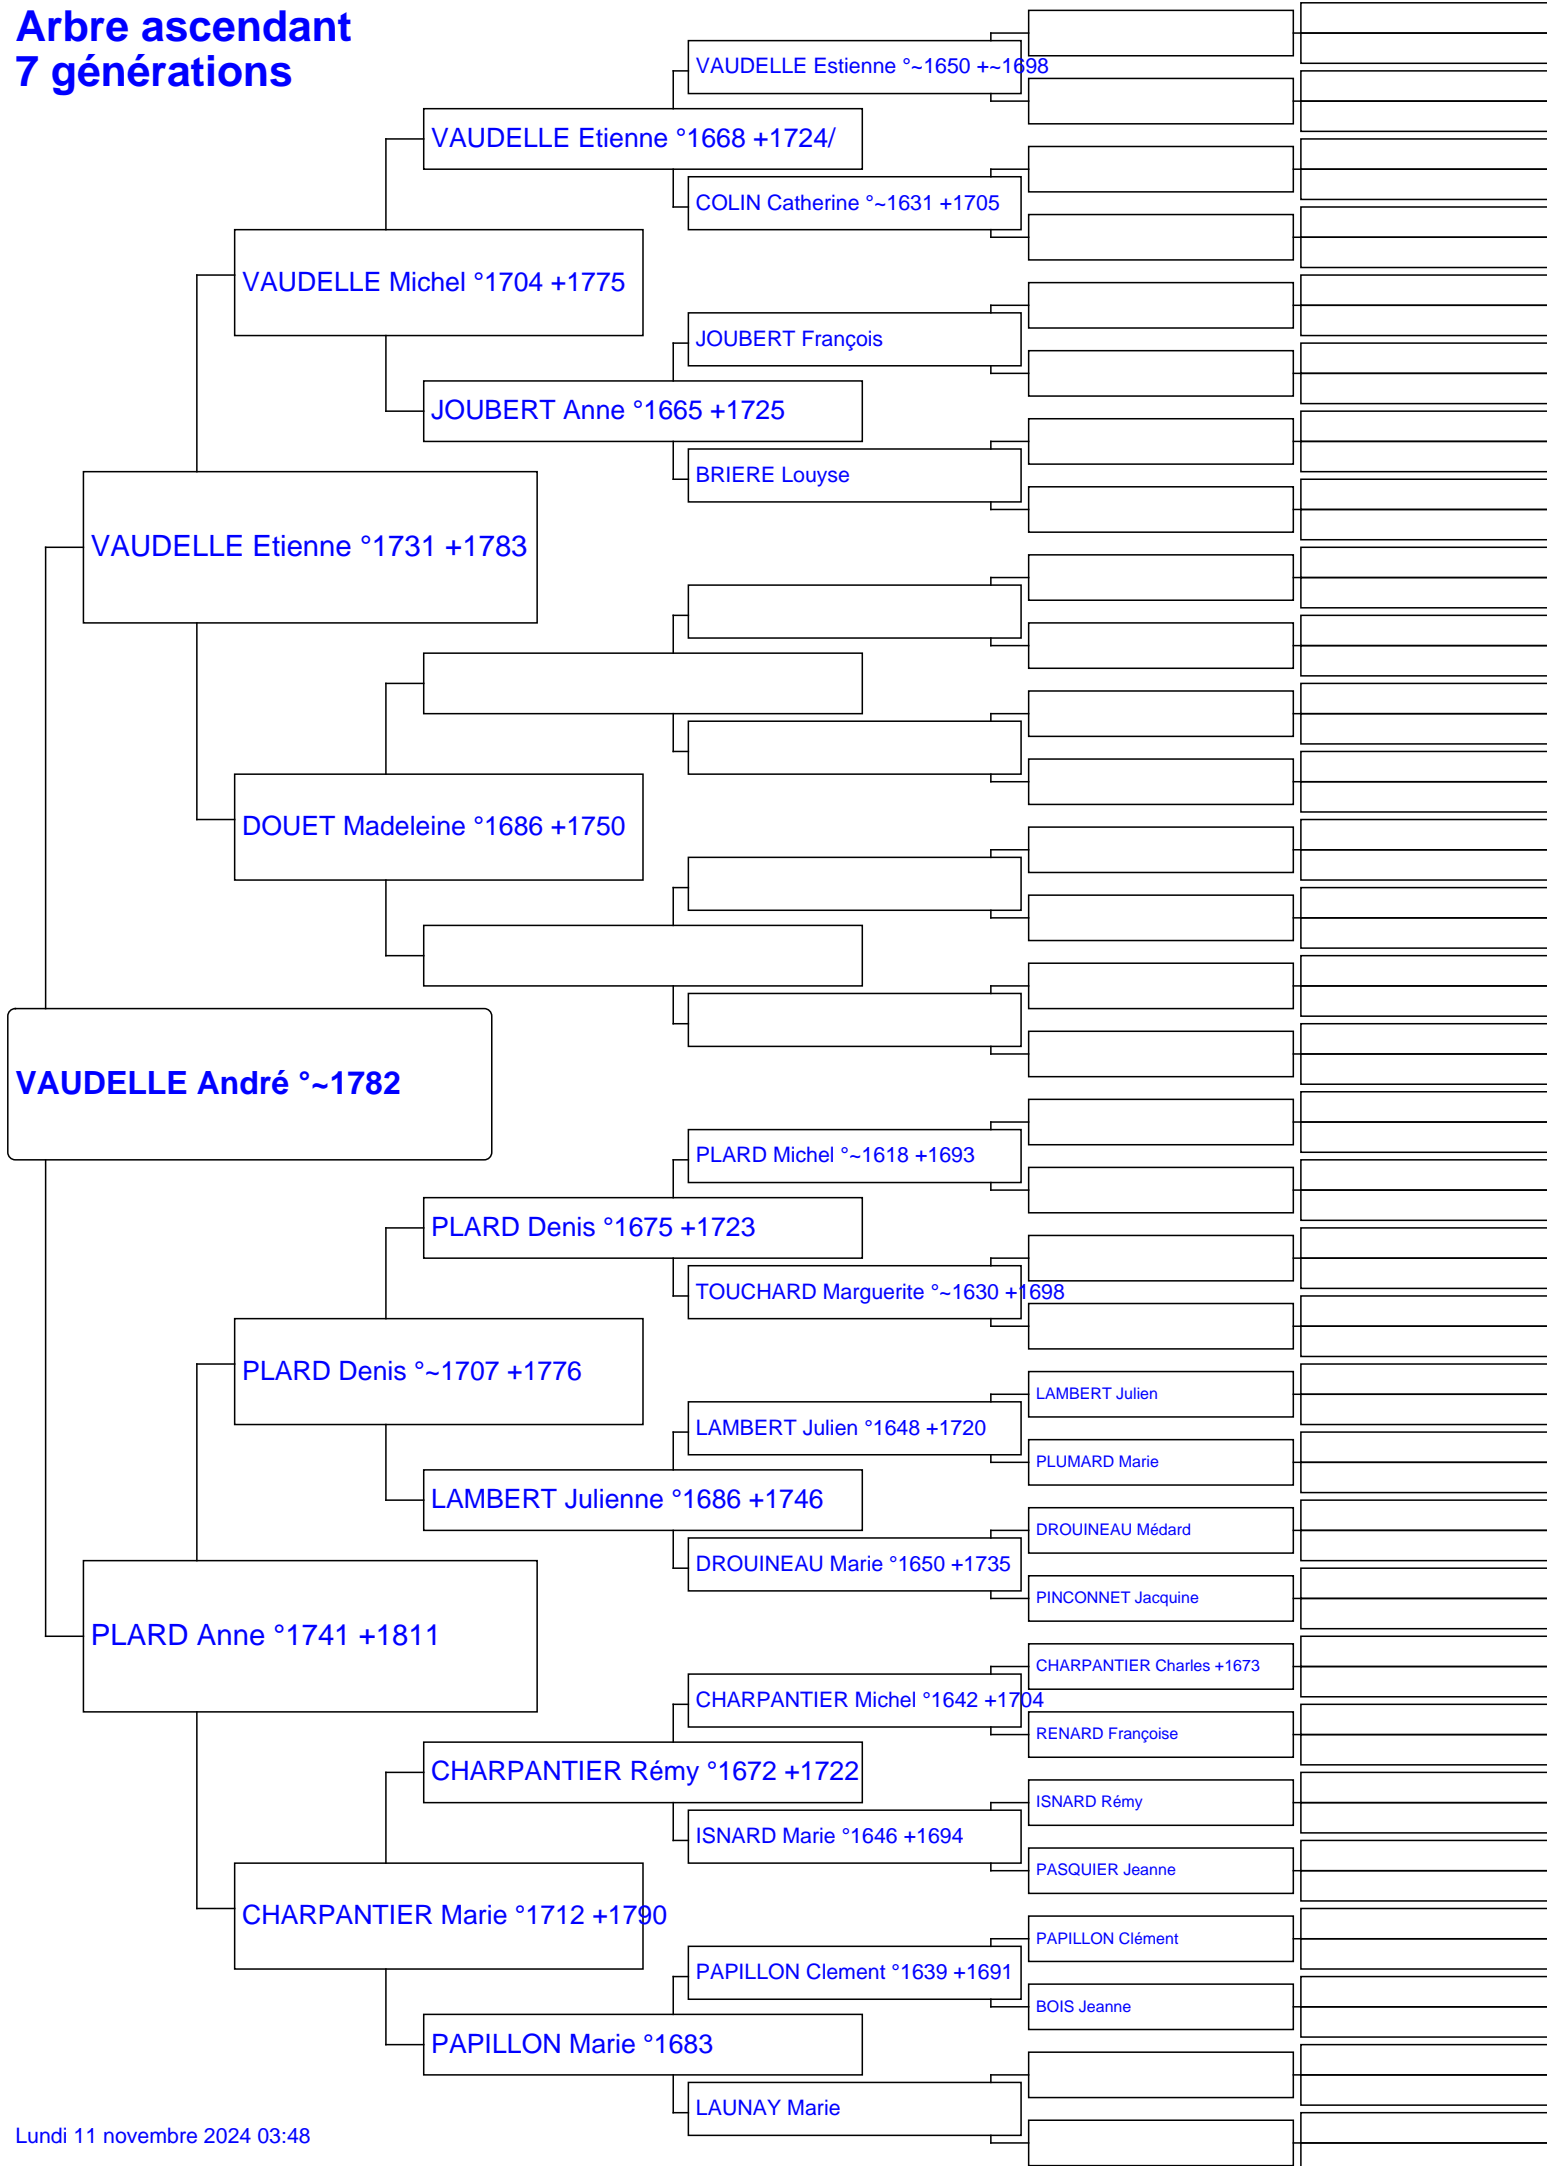 Arbre ascendant
7 générations
VAUDELLE Estienne °~1650 +~1698
VAUDELLE Etienne °1668 +1724/
COLIN Catherine °~1631 +1705
VAUDELLE Michel °1704 +1775
JOUBERT François
JOUBERT Anne °1665 +1725
BRIERE Louyse
VAUDELLE Etienne °1731 +1783
DOUET Madeleine °1686 +1750
VAUDELLE André °~1782
PLARD Michel °~1618 +1693
PLARD Denis °1675 +1723
TOUCHARD Marguerite °~1630 +1698
PLARD Denis °~1707 +1776
LAMBERT Julien
LAMBERT Julien °1648 +1720
PLUMARD Marie
LAMBERT Julienne °1686 +1746
DROUINEAU Médard
DROUINEAU Marie °1650 +1735
PINCONNET Jacquine
PLARD Anne °1741 +1811
CHARPANTIER Charles +1673
CHARPANTIER Michel °1642 +1704
RENARD Françoise
CHARPANTIER Rémy °1672 +1722
ISNARD Rémy
ISNARD Marie °1646 +1694
PASQUIER Jeanne
CHARPANTIER Marie °1712 +1790
PAPILLON Clément
PAPILLON Clement °1639 +1691
BOIS Jeanne
PAPILLON Marie °1683
LAUNAY Marie
Lundi 11 novembre 2024 03:48